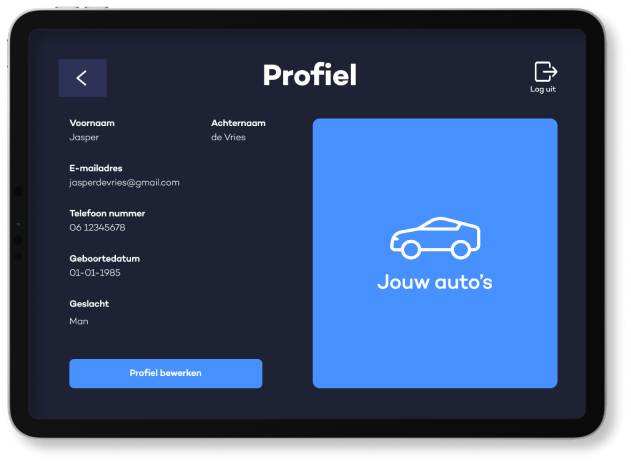 Profiel
Log uit
Voornaam
Jasper
Achternaam
de Vries
E-mailadres
jasperdevries@gmail.com
Telefoon nummer
06 12345678
Geboortedatum
01-01-1985
Geslacht
Man
Profiel bewerken
Jouw auto's